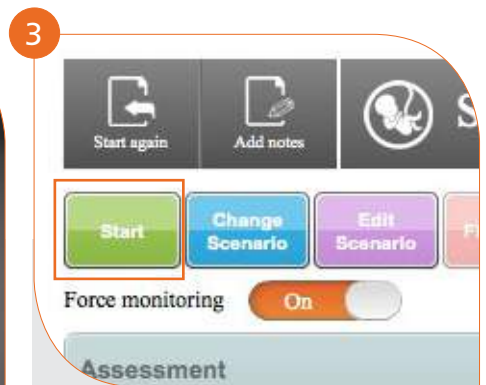 3
Start again
Add notes
S
Start
Change
Scenario
Edit
Scenario
F
Force monitoring
On
Assessment